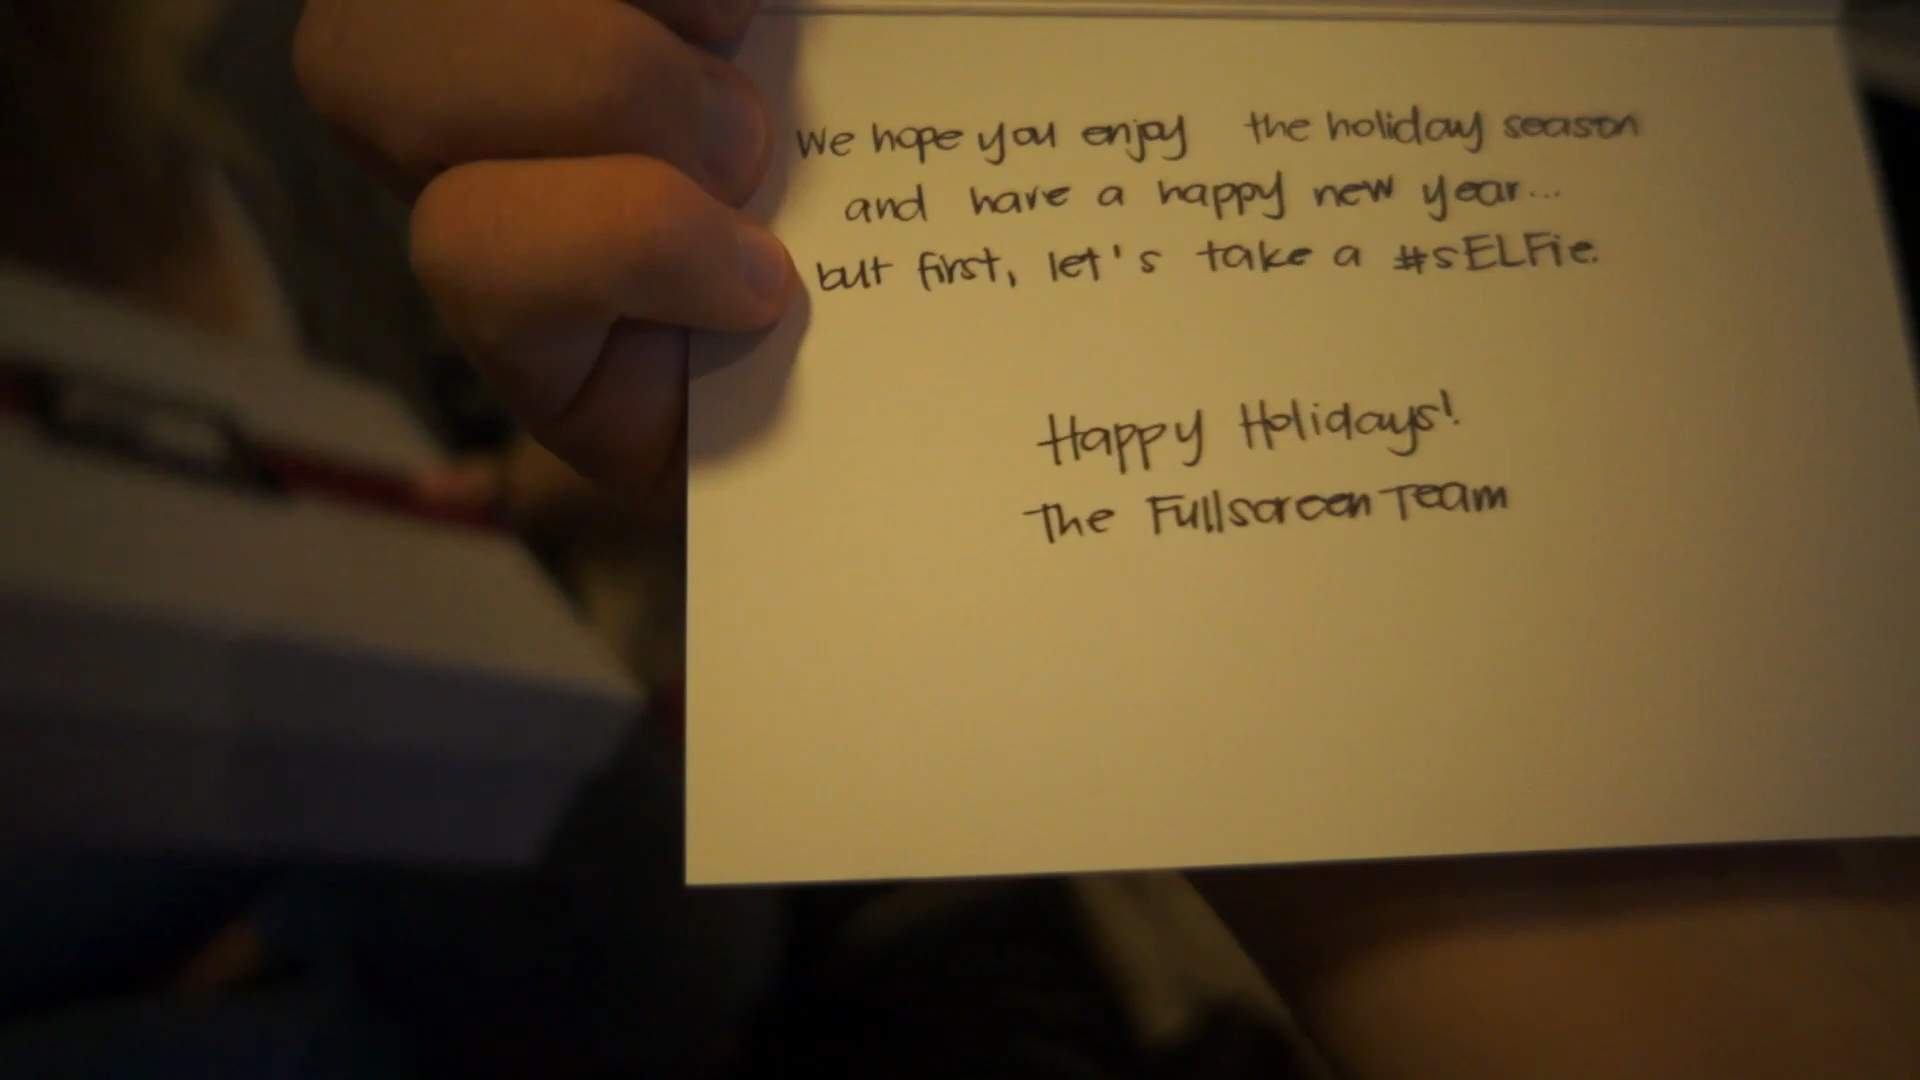 We hope you enjoy the holiday season
and have a happy new year...
but first, let's take a #sELFie.
Happy Holidays!
The Fullscreen Team